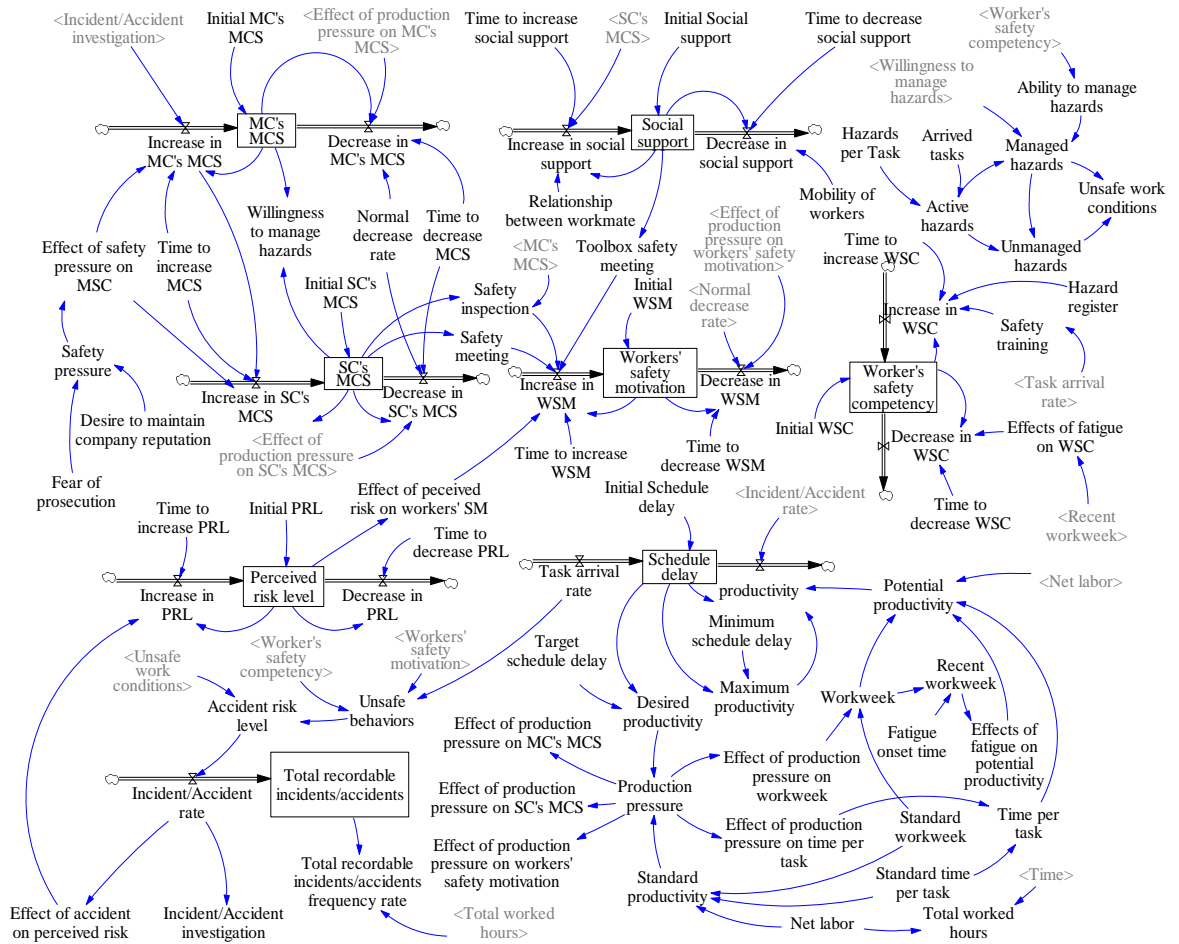 <Incident/Accident
investigation>
Initial MC's
MCS
<Effect of production
pressure on MC's
MCS>
Time to increase
social support
<SC's
MCS>
Initial Social
support
Time to decrease
social support
<Worker's
safety
competency>
<Willingness to
manage
hazards>
Ability to manage
hazards
MC's
MCS
Increase in
MC's MCS
Decrease in
MC's MCS
Social
support
Increase in social
support
Decrease in
social support
Hazards
per Task
Arrived
tasks
Managed
hazards
Unsafe work
conditions
Relationship
between workmate
Mobility of
workers
Active
hazards
Unmanaged
hazards
Effect of safety
pressure on
MSC
Time to
increase
MCS
Willingness
to manage
hazards
Normal
decrease
rate
Time to
decrease
MCS
<MC's
MCS>
Toolbox safety
meeting
<Effect of
production
pressure on
workers' safety
motivation>
Time to
increase WSC
Initial SC's
MCS
Safety
inspection
Initial
WSM
<Normal
decrease
rate>
Increase in
WSC
Hazard
register
Safety
training
Safety
pressure
Safety
meeting
SC's
MCS
Increase in SC's
MCS
Decrease in
SC's MCS
Workers'
safety
motivation
Increase in
WSM
Decrease in
WSM
Worker's
safety
competency
<Task arrival
rate>
Desire to maintain
company reputation
<Effect of
production
pressure on
SC's MCS>
Initial WSC
Decrease in
WSC
Effects of fatigue
on WSC
Fear of
prosecution
Time to increase
WSM
Time to
decrease WSM
Time to
increase PRL
Initial PRL
Effect of perceived
risk on workers' SM
Initial Schedule
delay
<Incident/Accident
rate>
Time to
decrease WSC
<Recent
workweek>
Time to
decrease PRL
Perceived
risk level
Increase in
PRL
Decrease in
PRL
Task arrival
rate
Schedule
delay
productivity
Potential
productivity
<Net labor>
<Unsafe
work
conditions>
<Worker's
safety
competency>
<Workers'
safety
motivation>
Target
schedule delay
Minimum
schedule delay
Accident risk
level
Unsafe
behaviors
Desired
productivity
Maximum
productivity
Workweek
Recent
workweek
Fatigue
onset time
Effects of
fatigue on
potential
productivity
Effect of production
pressure on MC's MCS
Effect of production
pressure on
workweek
Incident/Accident
rate
Total recordable
incidents/accidents
Effect of production
pressure on SC's MCS
Production
pressure
Effect of production
pressure on time per
task
Standard
workweek
Time per
task
Effect of production
pressure on workers'
safety motivation
Total recordable
incidents/accidents
frequency rate
Standard
productivity
Standard time
per task
<Time>
Effect of accident
on perceived risk
Incident/Accident
investigation
<Total worked
hours>
Net labor
Total worked
hours